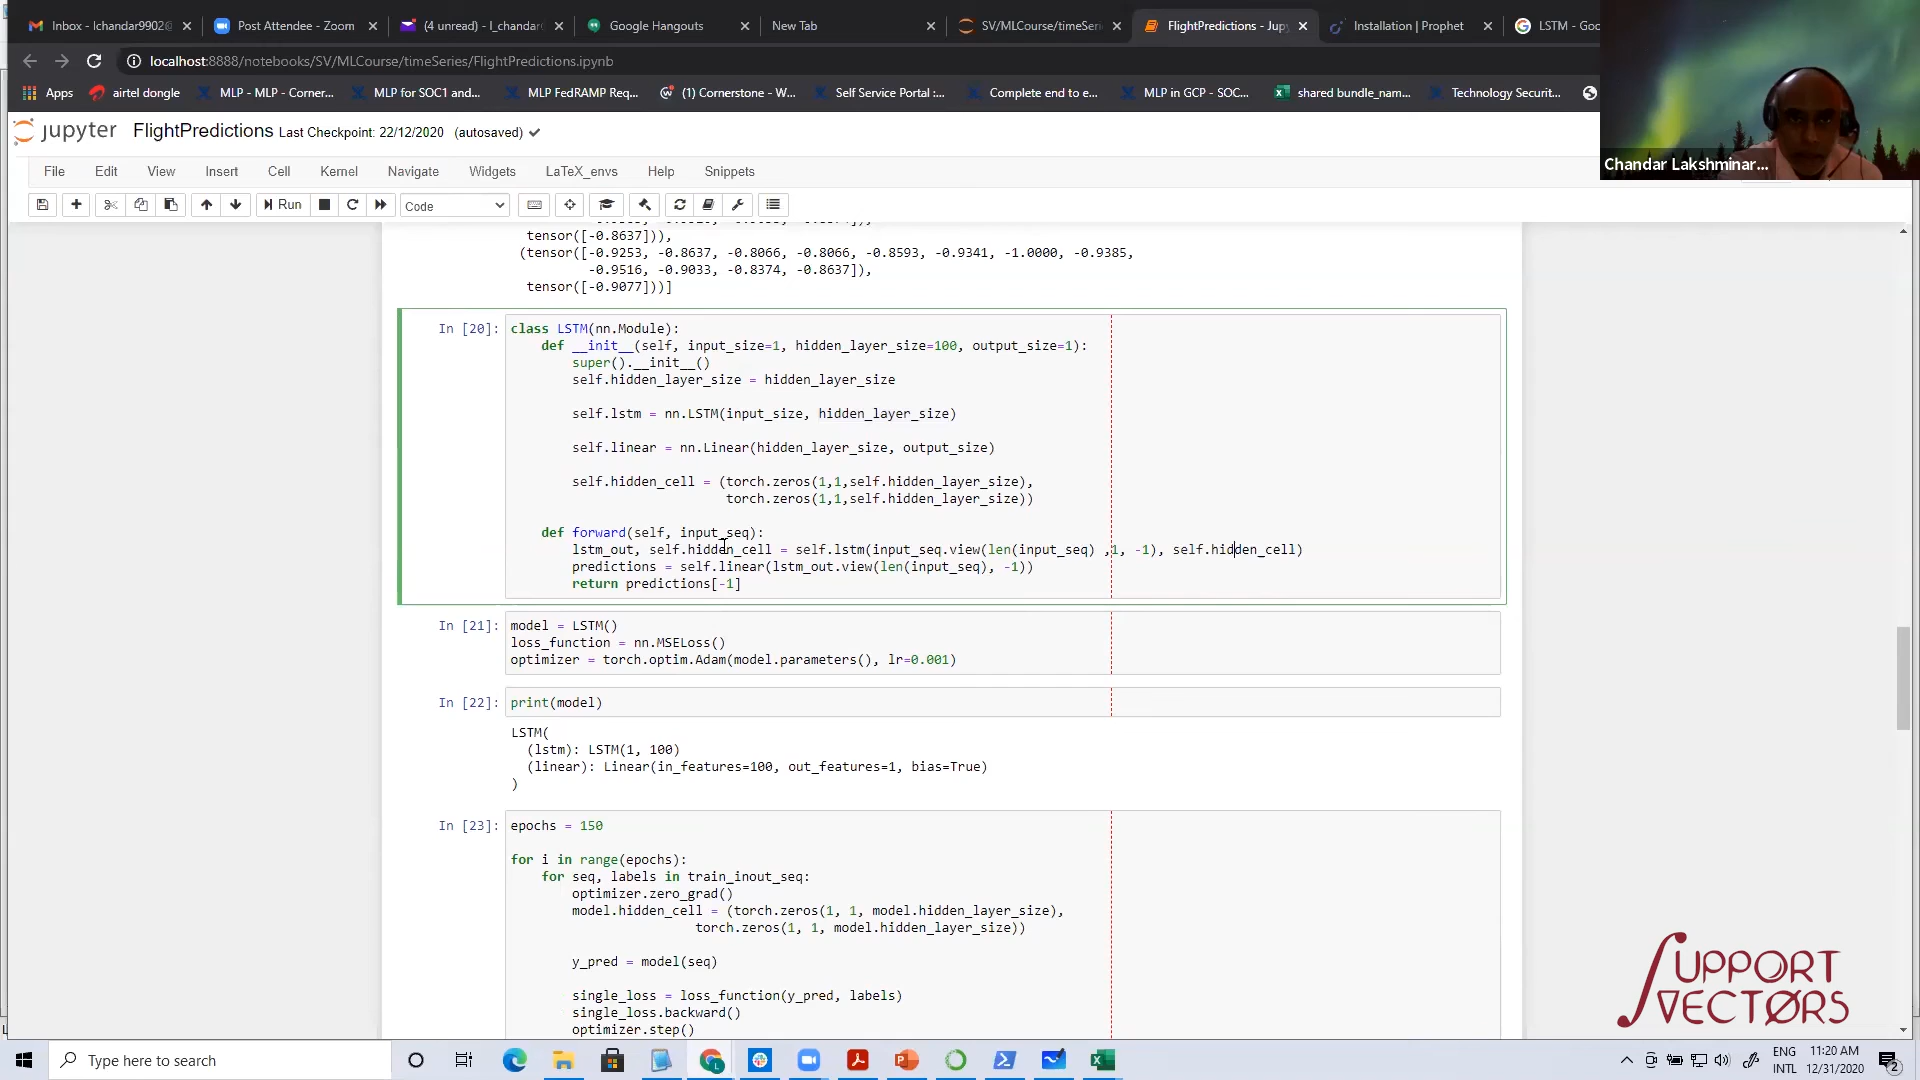 Inbox - lchandar9902@
Post Attendee - Zoom
(4 unread) - l_chandar
Google Hangouts
New Tab
SV/MLCourse/timeSeri
FlightPredictions - Jup
Installation | Prophet
LSTM - Goo
localhost:8888/notebooks/SV/MLCourse/timeSeries/FlightPredictions.ipynb
Apps
airtel dongle
MLP - MLP - Corner...
MLP for SOC1 and...
MLP FedRAMP Req...
(1) Cornerstone - W...
Self Service Portal :...
Complete end to e...
MLP in GCP - SOC...
shared bundle_nam...
Technology Securit...
Chandar Lakshminar...
jupyter FlightPredictions Last Checkpoint: 22/12/2020 (autosaved)
File Edit View Insert Cell Kernel Navigate Widgets LaTeX_envs Help Snippets
Run Code
tensor([-0.8637])),
(tensor([-0.9253, -0.8637, -0.8066, -0.8066, -0.8593, -0.9341, -1.0000, -0.9385,
-0.9516, -0.9033, -0.8374, -0.8637]),
tensor([-0.9077]))]
In [20]: class LSTM(nn.Module):
def __init__(self, input_size=1, hidden_layer_size=100, output_size=1):
super().__init__()
self.hidden_layer_size = hidden_layer_size
self.lstm = nn.LSTM(input_size, hidden_layer_size)
self.linear = nn.Linear(hidden_layer_size, output_size)
self.hidden_cell = (torch.zeros(1,1,self.hidden_layer_size),
torch.zeros(1,1,self.hidden_layer_size))
def forward(self, input_seq):
lstm_out, self.hidden_cell = self.lstm(input_seq.view(len(input_seq) ,1, -1), self.hidden_cell)
predictions = self.linear(lstm_out.view(len(input_seq), -1))
return predictions[-1]
In [21]: model = LSTM()
loss_function = nn.MSELoss()
optimizer = torch.optim.Adam(model.parameters(), lr=0.001)
In [22]: print(model)
LSTM(
(lstm): LSTM(1, 100)
(linear): Linear(in_features=100, out_features=1, bias=True)
)
In [23]: epochs = 150
for i in range(epochs):
for seq, labels in train_inout_seq:
optimizer.zero_grad()
model.hidden_cell = (torch.zeros(1, 1, model.hidden_layer_size),
torch.zeros(1, 1, model.hidden_layer_size))
y_pred = model(seq)
single_loss = loss_function(y_pred, labels)
single_loss.backward()
optimizer.step()
SUPPORT
VECTORS
Type here to search
ENG
INTL
11:20 AM
12/31/2020
2